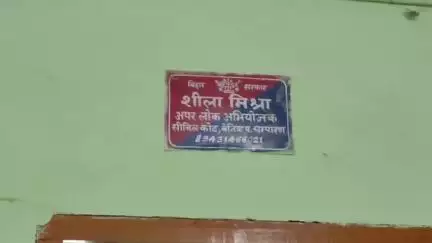 बिहार सरकार
शीला मिश्रा
अपर लोक अभियोजक
सीविल कोर्ट, बेतिया प. चम्पारण